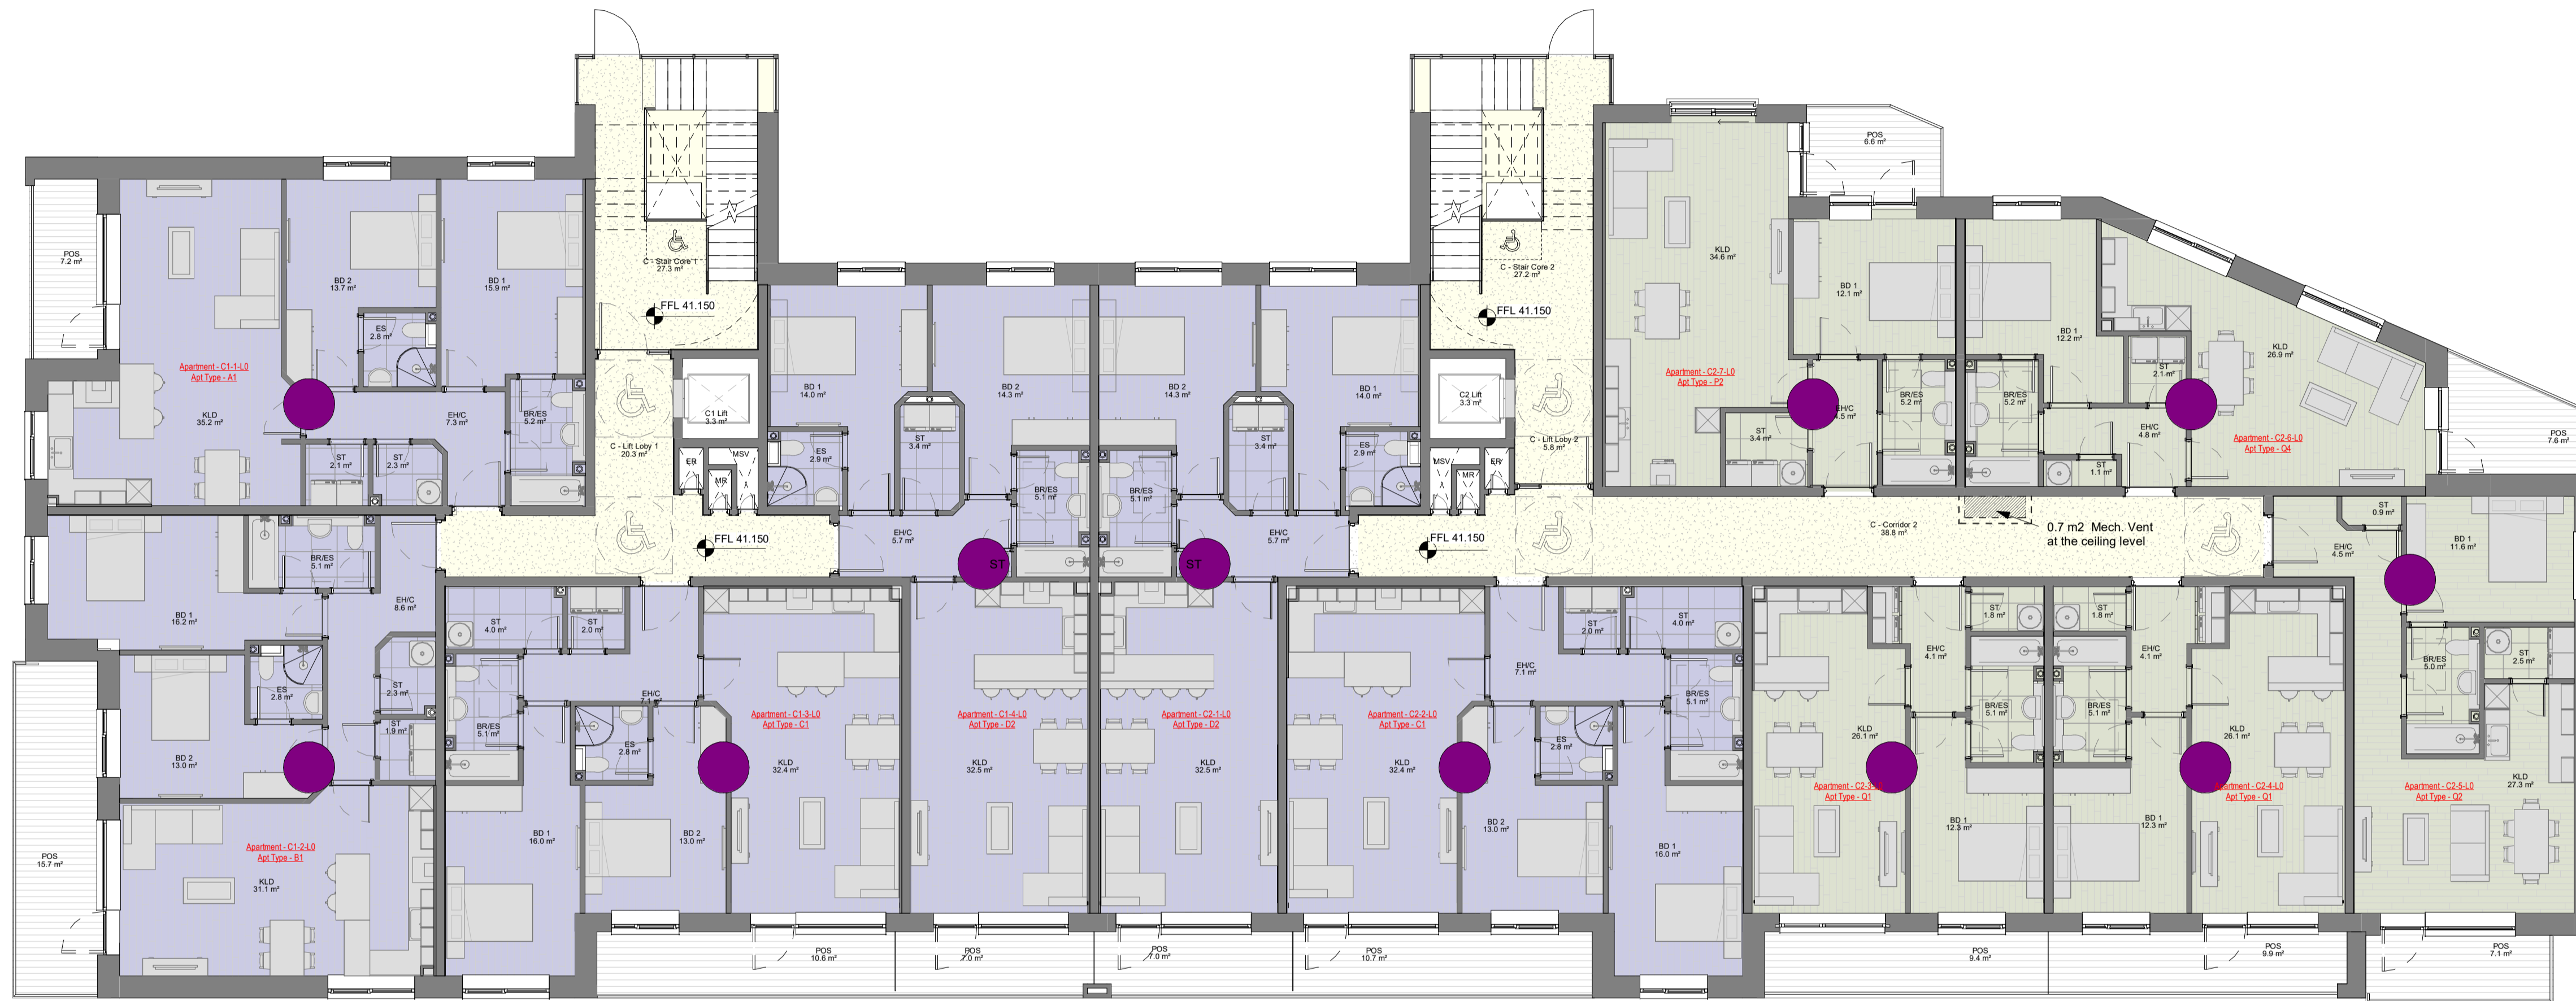 POS
6.6 m²
POS
7.2 m²
BD 2
13.7 m²
BD 1
15.9 m²
ES
2.8 m²
Apartment - C1-1-L0
Apt Type - A1
KLD
35.2 m²
EH/C
7.3 m²
BR/ES
5.2 m²
ST
2.1 m²
ST
2.3 m²
C - Stair Core 1
27.3 m²
FFL 41.150
C1 Lift
3.3 m²
C - Lift Loby 1
20.3 m²
ER
MSV
MR
FFL 41.150
BD 1
14.0 m²
BD 2
14.3 m²
ES
2.9 m²
ST
3.4 m²
BR/ES
5.1 m²
EH/C
5.7 m²
ST
BD 2
14.3 m²
BD 1
14.0 m²
ST
3.4 m²
ES
2.9 m²
BR/ES
5.1 m²
EH/C
5.7 m²
ST
C - Stair Core 2
27.2 m²
FFL 41.150
C2 Lift
3.3 m²
C - Lift Loby 2
5.8 m²
MSV
MR
ER
FFL 41.150
KLD
34.6 m²
Apartment - C2-7-L0
Apt Type - P2
BD 1
12.1 m²
EH/C
4.5 m²
ST
3.4 m²
BR/ES
5.2 m²
BR/ES
5.2 m²
BD 1
12.2 m²
ST
2.1 m²
KLD
26.9 m²
EH/C
4.8 m²
ST
1.1 m²
Apartment - C2-6-L0
Apt Type - Q4
POS
7.6 m²
C - Corridor 2
38.8 m²
0.7 m2 Mech. Vent
at the ceiling level
ST
0.9 m²
EH/C
4.5 m²
BD 1
11.6 m²
BR/ES
5.1 m²
EH/C
8.6 m²
BD 1
16.2 m²
ES
2.8 m²
ST
2.3 m²
ST
1.9 m²
BD 2
13.0 m²
POS
15.7 m²
Apartment - C1-2-L0
Apt Type - B1
KLD
31.1 m²
ST
4.0 m²
ST
2.0 m²
EH/C
7.1 m²
BR/ES
5.1 m²
ES
2.8 m²
BD 1
16.0 m²
BD 2
13.0 m²
Apartment - C1-3-L0
Apt Type - C1
KLD
32.4 m²
Apartment - C1-4-L0
Apt Type - D2
KLD
32.5 m²
Apartment - C2-1-L0
Apt Type - D2
KLD
32.5 m²
Apartment - C2-2-L0
Apt Type - C1
KLD
32.4 m²
ST
2.0 m²
ST
4.0 m²
EH/C
7.1 m²
BR/ES
5.1 m²
ES
2.8 m²
BD 2
13.0 m²
BD 1
16.0 m²
ST
1.8 m²
EH/C
4.1 m²
BR/ES
5.1 m²
KLD
26.1 m²
Apartment - C2-3-L0
Apt Type - Q1
BD 1
12.3 m²
ST
1.8 m²
EH/C
4.1 m²
BR/ES
5.1 m²
KLD
26.1 m²
Apartment - C2-4-L0
Apt Type - Q1
BD 1
12.3 m²
BR/ES
5.0 m²
ST
2.5 m²
KLD
27.3 m²
Apartment - C2-5-L0
Apt Type - Q2
POS
10.6 m²
POS
7.0 m²
POS
7.0 m²
POS
10.7 m²
POS
9.4 m²
POS
9.9 m²
POS
7.1 m²